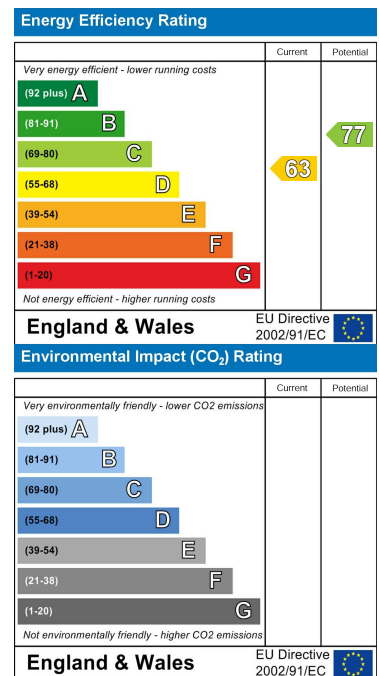 Energy Efficiency Rating
Current Potential
Very energy efficient - lower running costs
(92 plus) A
(81-91) B
(69-80) C
(55-68) D
(39-54) E
(21-38) F
(1-20) G
63
77
Not energy efficient - higher running costs
England & Wales
EU Directive
2002/91/EC
Environmental Impact (CO₂) Rating
Current Potential
Very environmentally friendly - lower CO2 emissions
(92 plus) A
(81-91) B
(69-80) C
(55-68) D
(39-54) E
(21-38) F
(1-20) G
Not environmentally friendly - higher CO2 emissions
England & Wales
EU Directive
2002/91/EC